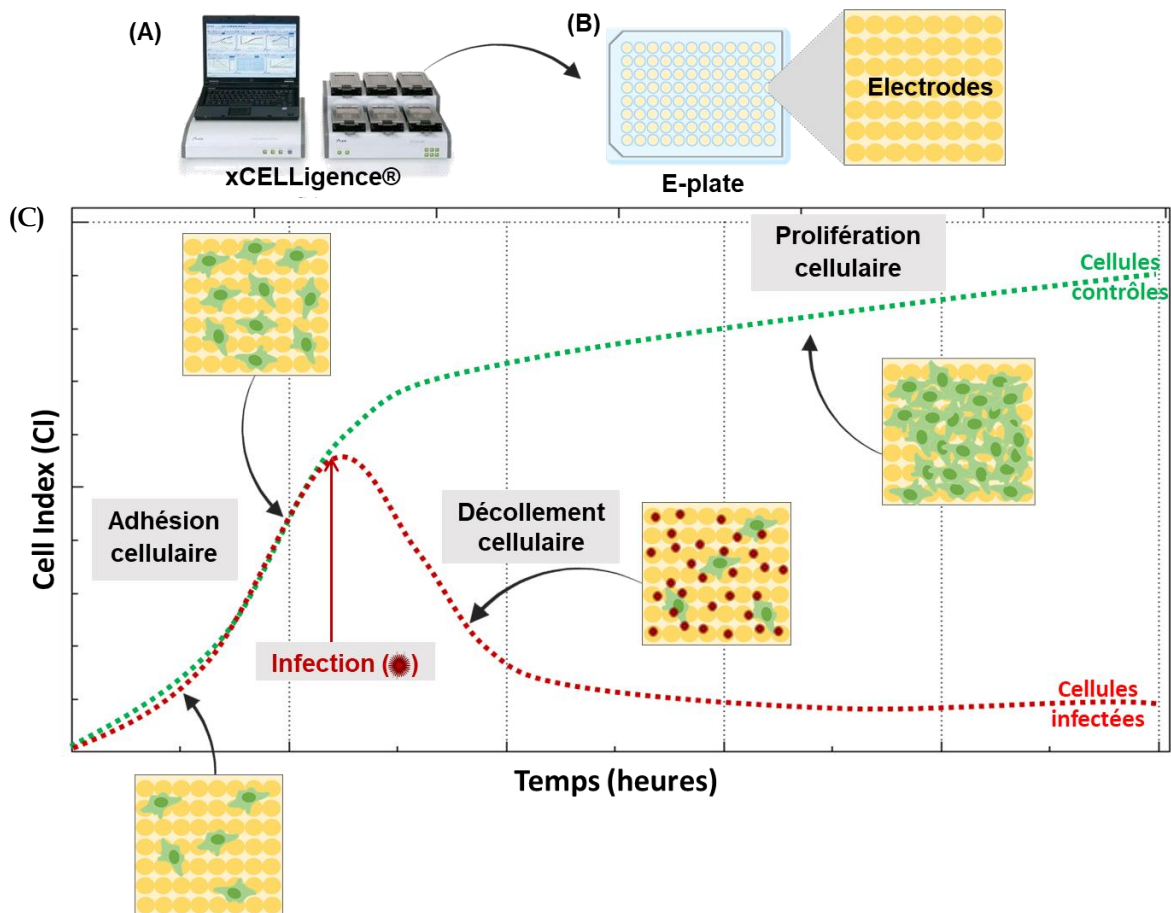 (A)
xCELLigence®
(B)
Electrodes
E-plate
(C)
Prolifération
cellulaire
Cellules
contrôles
Adhésion
cellulaire
Décollement
cellulaire
Infection ( )
Cellules
infectées
Cell Index (CI)
Temps (heures)